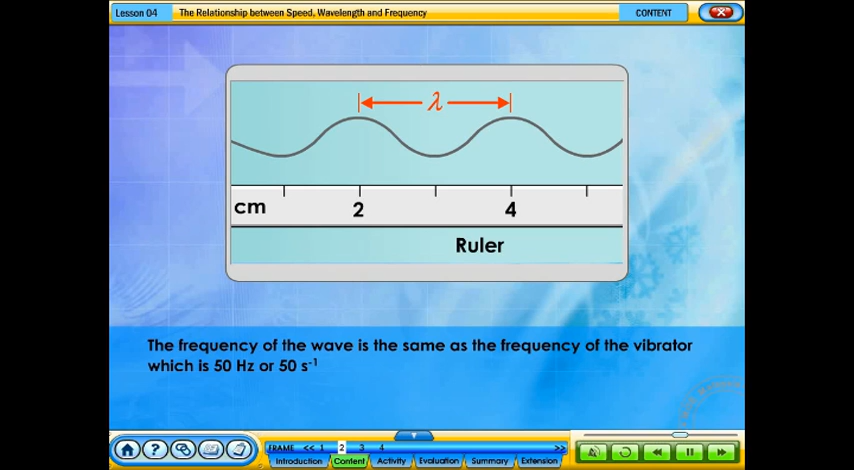 Lesson 04 The Relationship between Speed, Wavelength and Frequency CONTENT
λ
cm 2 4
Ruler
The frequency of the wave is the same as the frequency of the vibrator
which is 50 Hz or 50 s⁻¹
FRAME << 1 2 3 4 >>
Introduction Content Activity Evaluation Summary Extension